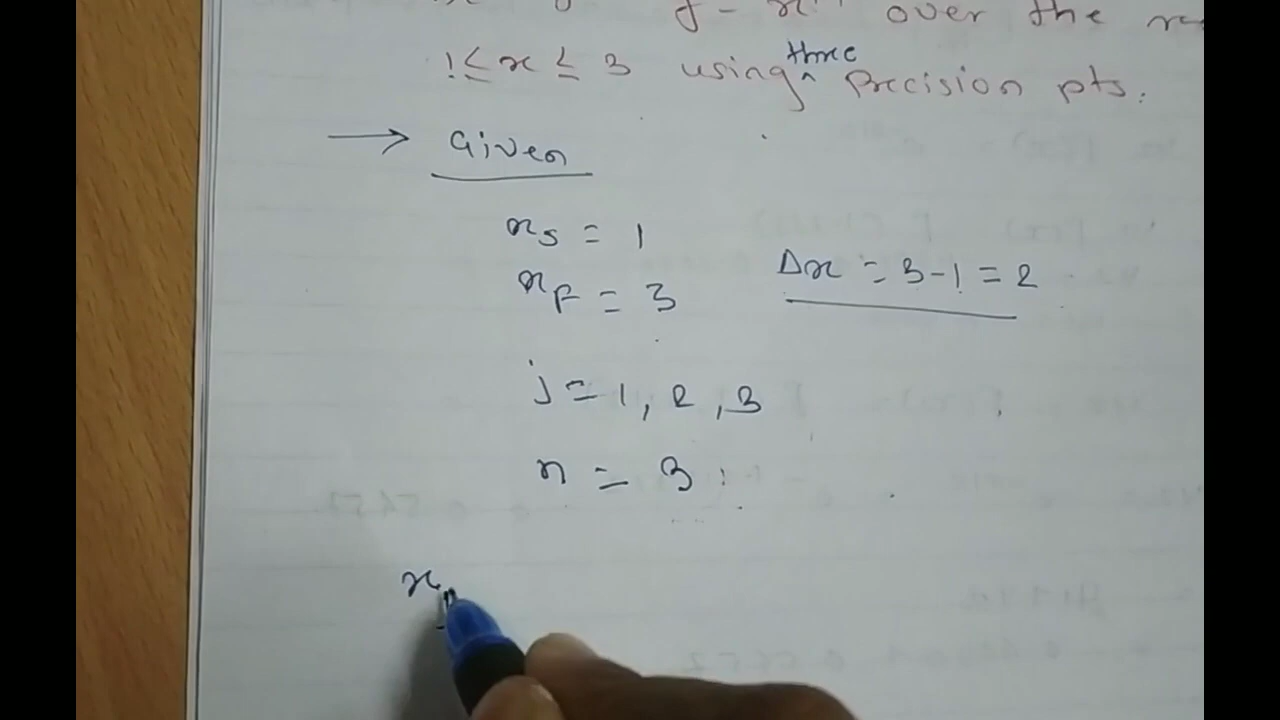 over the
1 ≤ x ≤ 3 using ^ three Precision pts.
→ Given
xs = 1
xF = 3
Δx = 3-1 = 2
j = 1, 2, 3
n = 3
x